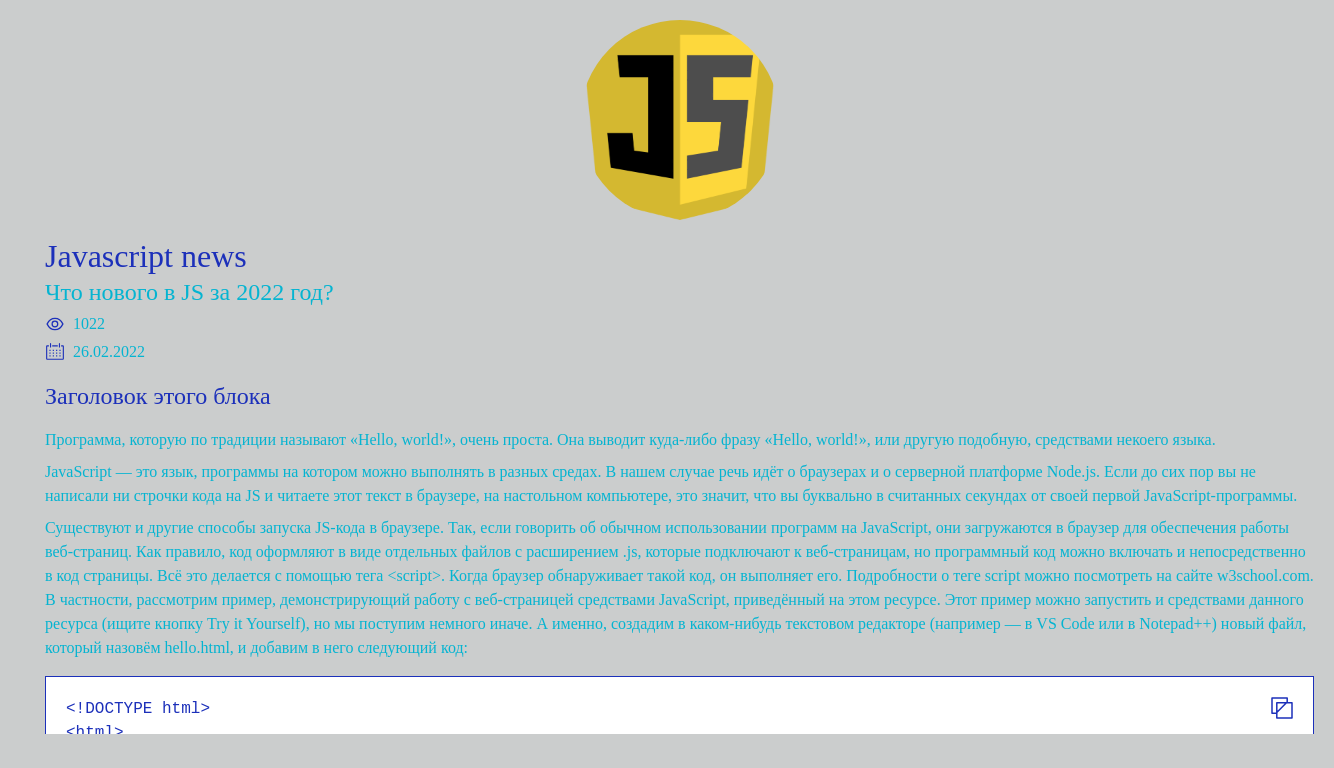 JS
Javascript news
Что нового в JS за 2022 год?
1022
26.02.2022
Заголовок этого блока
Программа, которую по традиции называют «Hello, world!», очень проста. Она выводит куда-либо фразу «Hello, world!», или другую подобную, средствами некоего языка.
JavaScript — это язык, программы на котором можно выполнять в разных средах. В нашем случае речь идёт о браузерах и о серверной платформе Node.js. Если до сих пор вы не
написали ни строчки кода на JS и читаете этот текст в браузере, на настольном компьютере, это значит, что вы буквально в считанных секундах от своей первой JavaScript-программы.
Существуют и другие способы запуска JS-кода в браузере. Так, если говорить об обычном использовании программ на JavaScript, они загружаются в браузер для обеспечения работы
веб-страниц. Как правило, код оформляют в виде отдельных файлов с расширением .js, которые подключают к веб-страницам, но программный код можно включать и непосредственно
в код страницы. Всё это делается с помощью тега <script>. Когда браузер обнаруживает такой код, он выполняет его. Подробности о теге script можно посмотреть на сайте w3school.com.
В частности, рассмотрим пример, демонстрирующий работу с веб-страницей средствами JavaScript, приведённый на этом ресурсе. Этот пример можно запустить и средствами данного
ресурса (ищите кнопку Try it Yourself), но мы поступим немного иначе. А именно, создадим в каком-нибудь текстовом редакторе (например — в VS Code или в Notepad++) новый файл,
который назовём hello.html, и добавим в него следующий код:
<!DOCTYPE html>
<html>